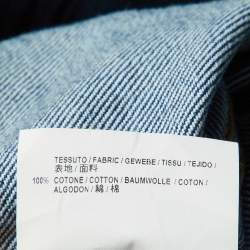 TESSUTO / FABRIC / GEWEBE / TISSU / TEJIDO /
表地 / 面料
100% COTONE / COTTON / BAUMWOLLE / COTON /
ALGODON / 綿 / 棉